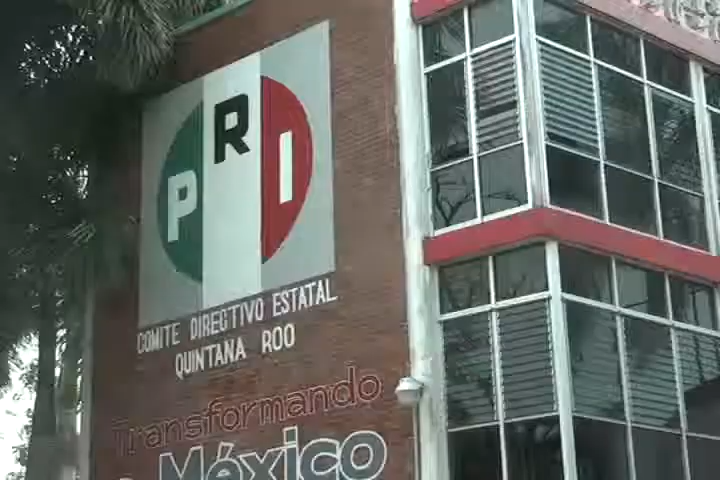 PRI
COMITE DIRECTIVO ESTATAL
QUINTANA ROO
Transformando
México